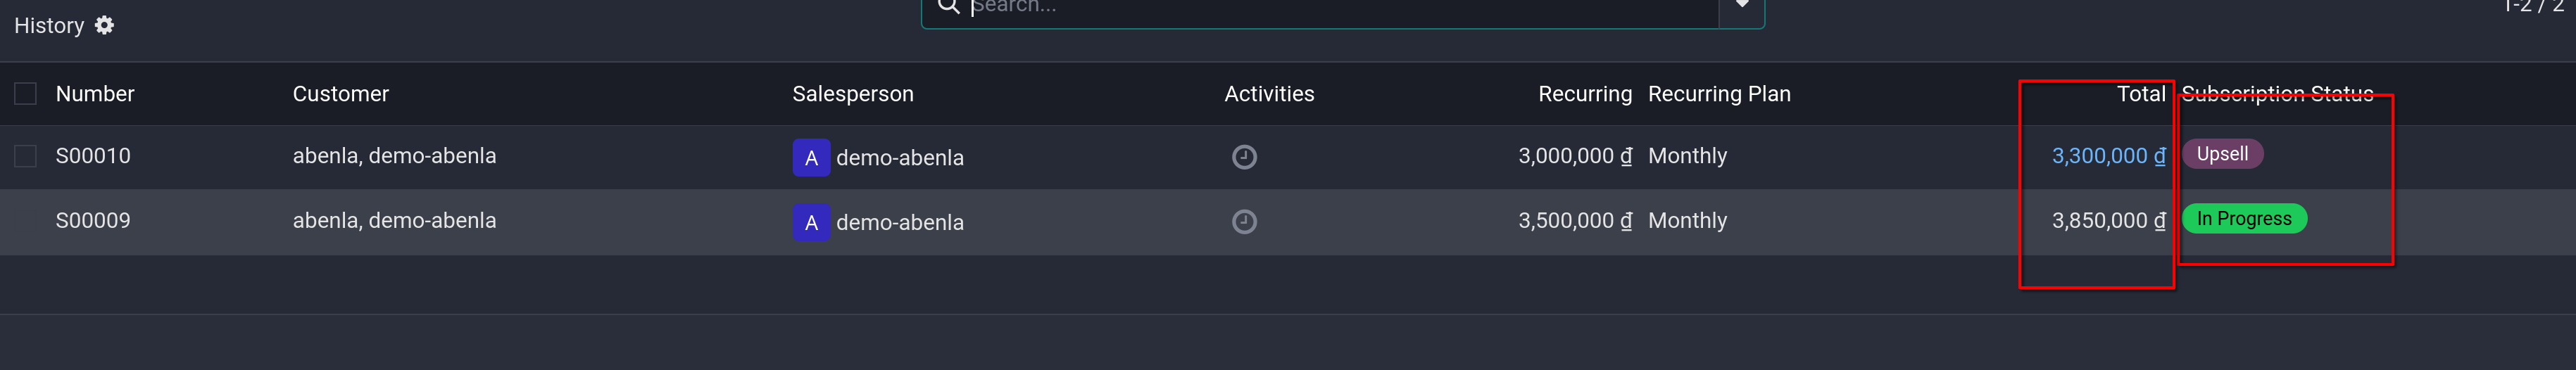 Search...
1-2 / 2
History
Number Customer Salesperson Activities Recurring Recurring Plan Total Subscription Status
S00010 abenla, demo-abenla A demo-abenla 3,000,000 ₫ Monthly 3,300,000 ₫ Upsell
S00009 abenla, demo-abenla A demo-abenla 3,500,000 ₫ Monthly 3,850,000 ₫ In Progress